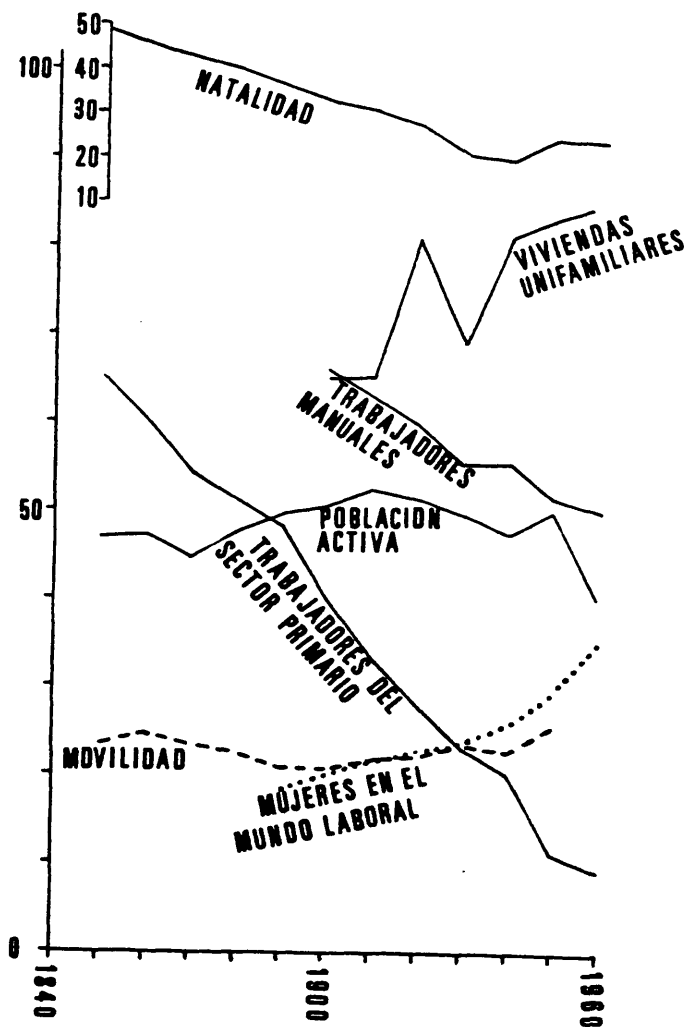 50
100
40
30
20
10
NATALIDAD
VIVIENDAS
UNIFAMILIARES
TRABAJADORES
MANUALES
50
POBLACION
ACTIVA
TRABAJADORES DEL
SECTOR PRIMARIO
MOVILIDAD
MUJERES EN EL
MUNDO LABORAL
0
1840
1900
1960